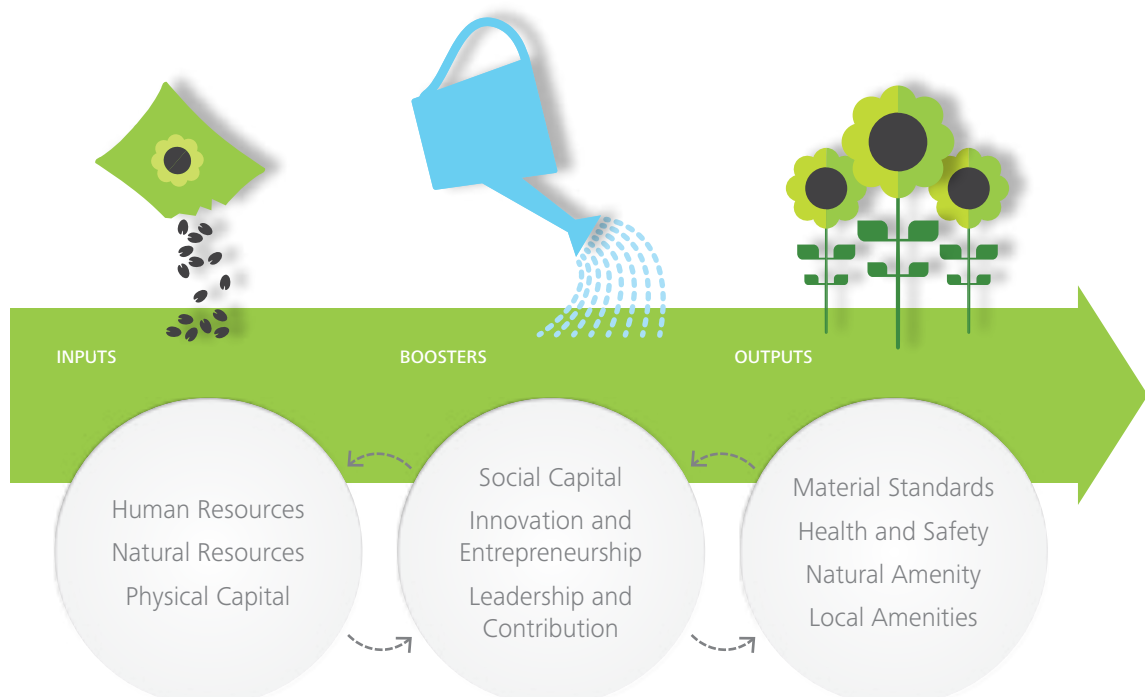 INPUTS
BOOSTERS
OUTPUTS
Human Resources
Natural Resources
Physical Capital
Social Capital
Innovation and
Entrepreneurship
Leadership and
Contribution
Material Standards
Health and Safety
Natural Amenity
Local Amenities